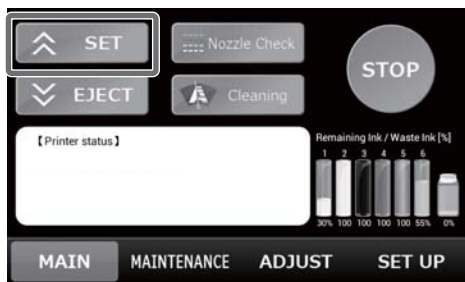 SET
Nozzle Check
STOP
EJECT
Cleaning
【Printer status】
Remaining Ink / Waste Ink [%]
1 2 3 4 5 6
30% 100 100 100 100 55% 0%
MAIN MAINTENANCE ADJUST SET UP